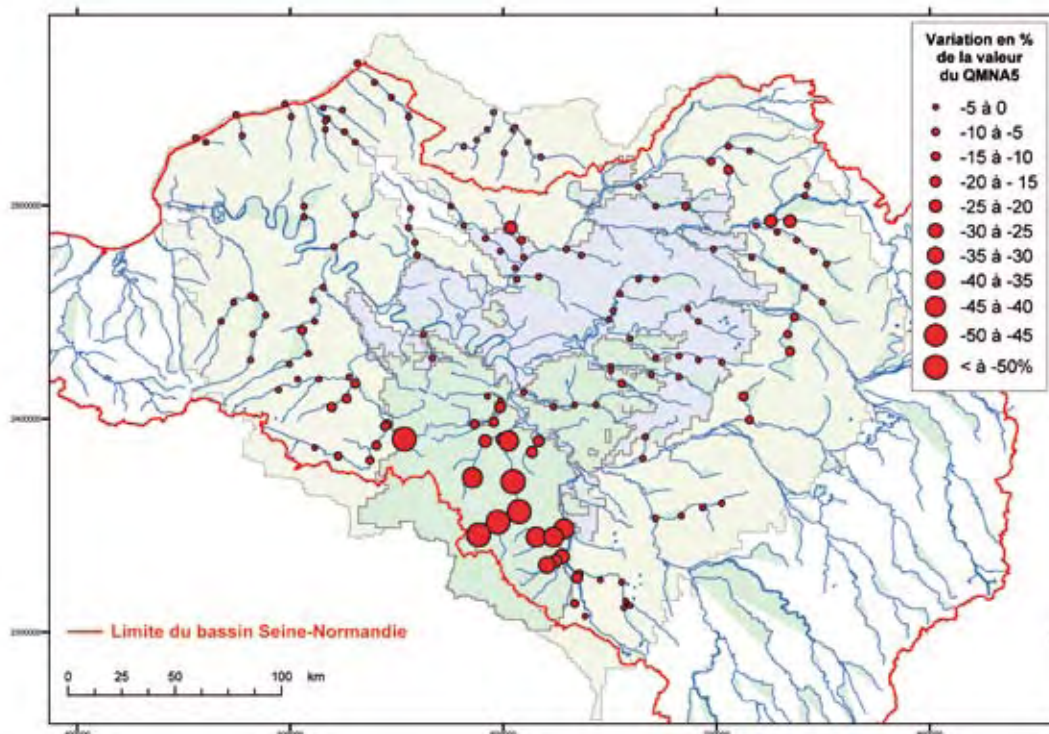 Variation en %
de la valeur
du QMNA5
-5 à 0
-10 à -5
-15 à -10
-20 à - 15
-25 à -20
-30 à -25
-35 à -30
-40 à -35
-45 à -40
-50 à -45
< à -50%
2400000
Limite du bassin Seine-Normandie
0 25 50 100 km